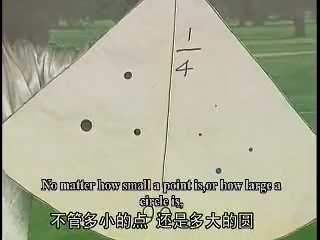 1
4
No matter how small a point is,or how large a
circle is,
不管多小的点 还是多大的圆